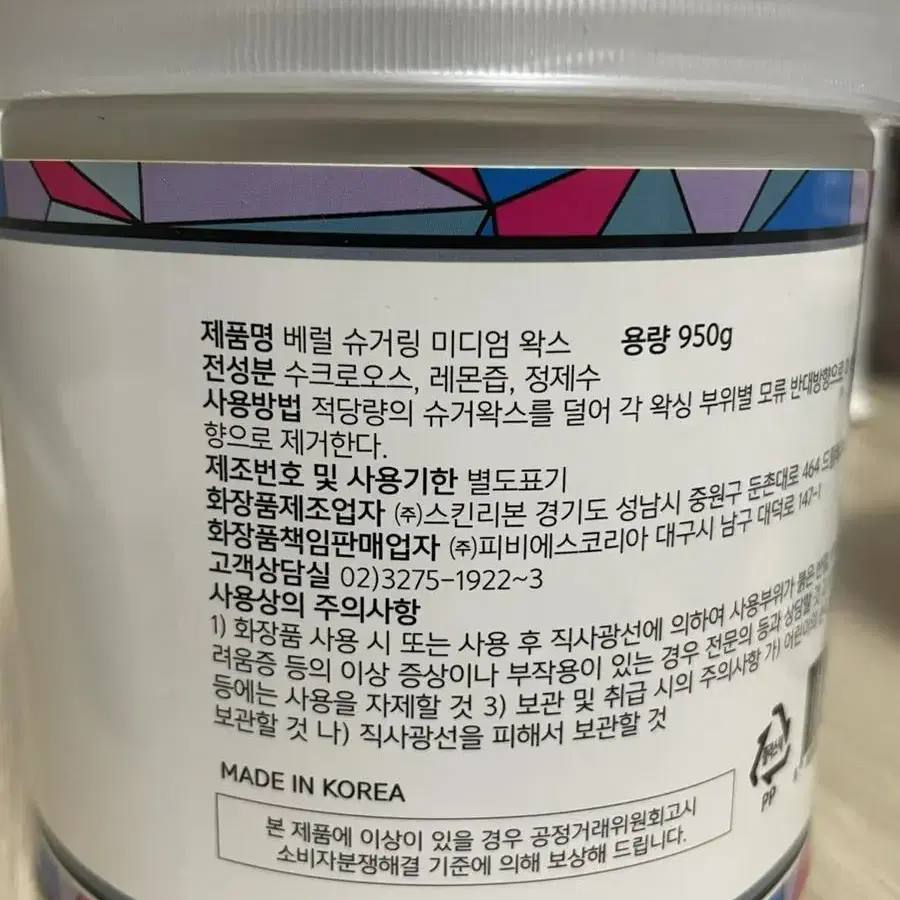 제품명 베럴 슈거링 미디엄 왁스 용량 950g
전성분 수크로오스, 레몬즙, 정제수
사용방법 적당량의 슈거왁스를 덜어 각 왁싱 부위별 모류 반대방향으로
향으로 제거한다.
제조번호 및 사용기한 별도표기
화장품제조업자 ㈜스킨리본 경기도 성남시 중원구 둔촌대로 464
화장품책임판매업자 ㈜피비에스코리아 대구시 남구 대덕로 147-1
고객상담실 02)3275-1922~3
사용상의 주의사항
1) 화장품 사용 시 또는 사용 후 직사광선에 의하여 사용부위가 붉은
려움증 등의 이상 증상이나 부작용이 있는 경우 전문의 등과 상담할 것
등에는 사용을 자제할 것 3) 보관 및 취급 시의 주의사항 가) 어린이의
보관할 것 나) 직사광선을 피해서 보관할 것
MADE IN KOREA
플라스틱
PP
본 제품에 이상이 있을 경우 공정거래위원회고시
소비자분쟁해결 기준에 의해 보상해 드립니다.